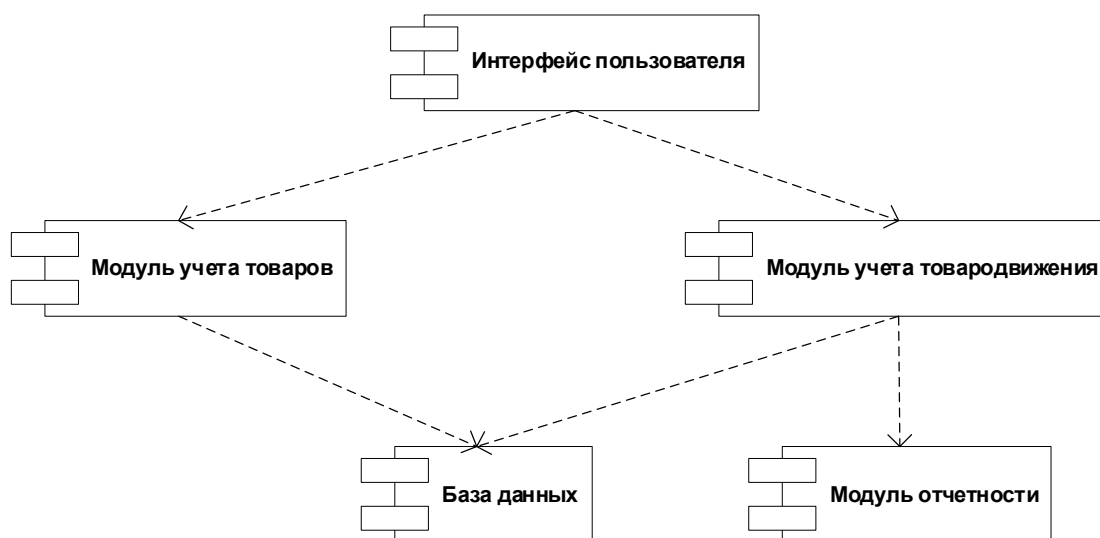 Интерфейс пользователя
Модуль учета товаров
Модуль учета товародвижения
База данных
Модуль отчетности